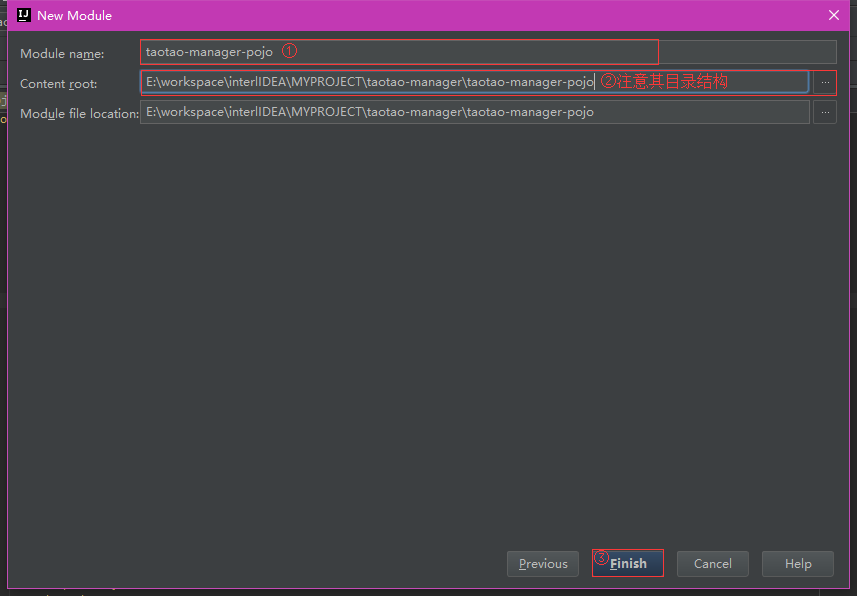 IJ New Module
Module name: taotao-manager-pojo ①
Content root: E:\workspace\interlIDEA\MYPROJECT\taotao-manager\taotao-manager-pojo ②注意其目录结构 ...
Module file location: E:\workspace\interlIDEA\MYPROJECT\taotao-manager\taotao-manager-pojo ...
Previous ③ Finish Cancel Help